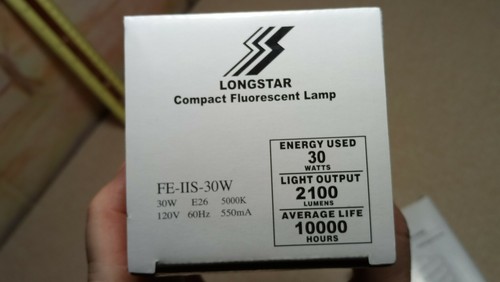 LONGSTAR
Compact Fluorescent Lamp
ENERGY USED
30
WATTS
LIGHT OUTPUT
2100
LUMENS
AVERAGE LIFE
10000
HOURS
FE-IIS-30W
30W E26 5000K
120V 60Hz 550mA